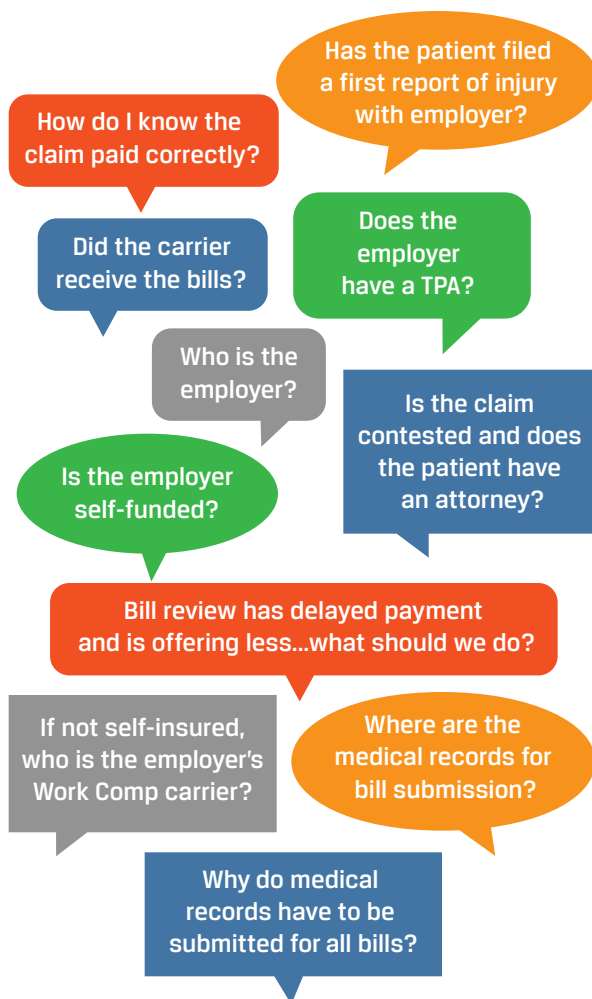 Has the patient filed
a first report of injury
with employer?
How do I know the
claim paid correctly?
Does the
employer
have a TPA?
Did the carrier
receive the bills?
Who is the
employer?
Is the claim
contested and does
the patient have
an attorney?
Is the employer
self-funded?
Bill review has delayed payment
and is offering less...what should we do?
If not self-insured,
who is the employer's
Work Comp carrier?
Where are the
medical records for
bill submission?
Why do medical
records have to be
submitted for all bills?